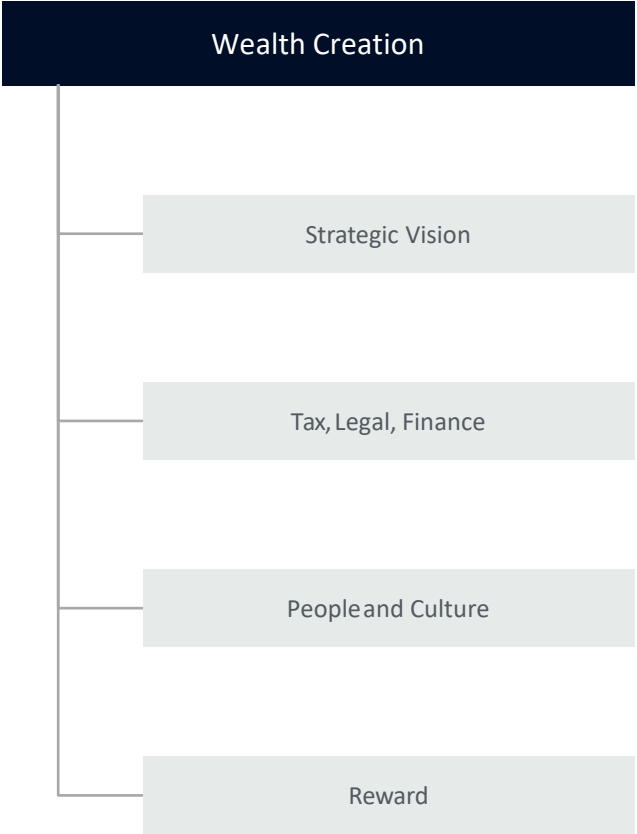 Wealth Creation
Strategic Vision
Tax, Legal, Finance
People and Culture
Reward